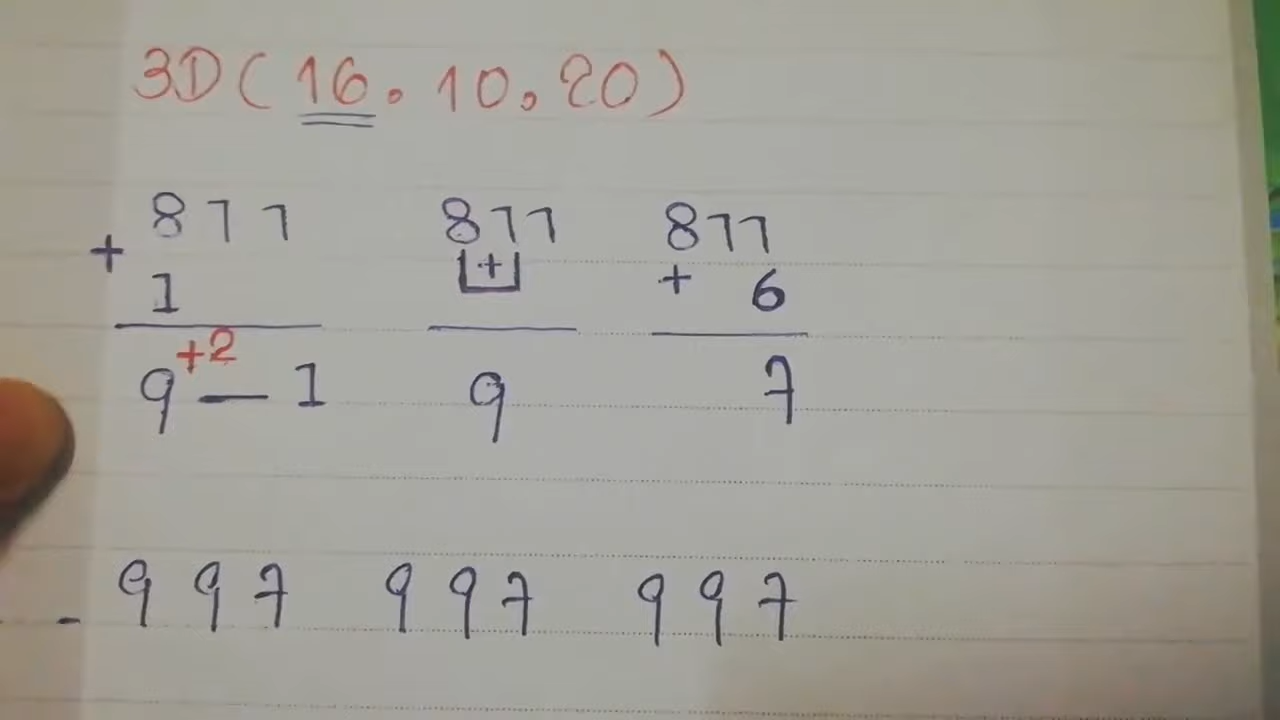 3D ( 16. 10. 20 )
877 877 877
+ 1 + + 6
+2
9 — 1 9 7
- 997 997 997